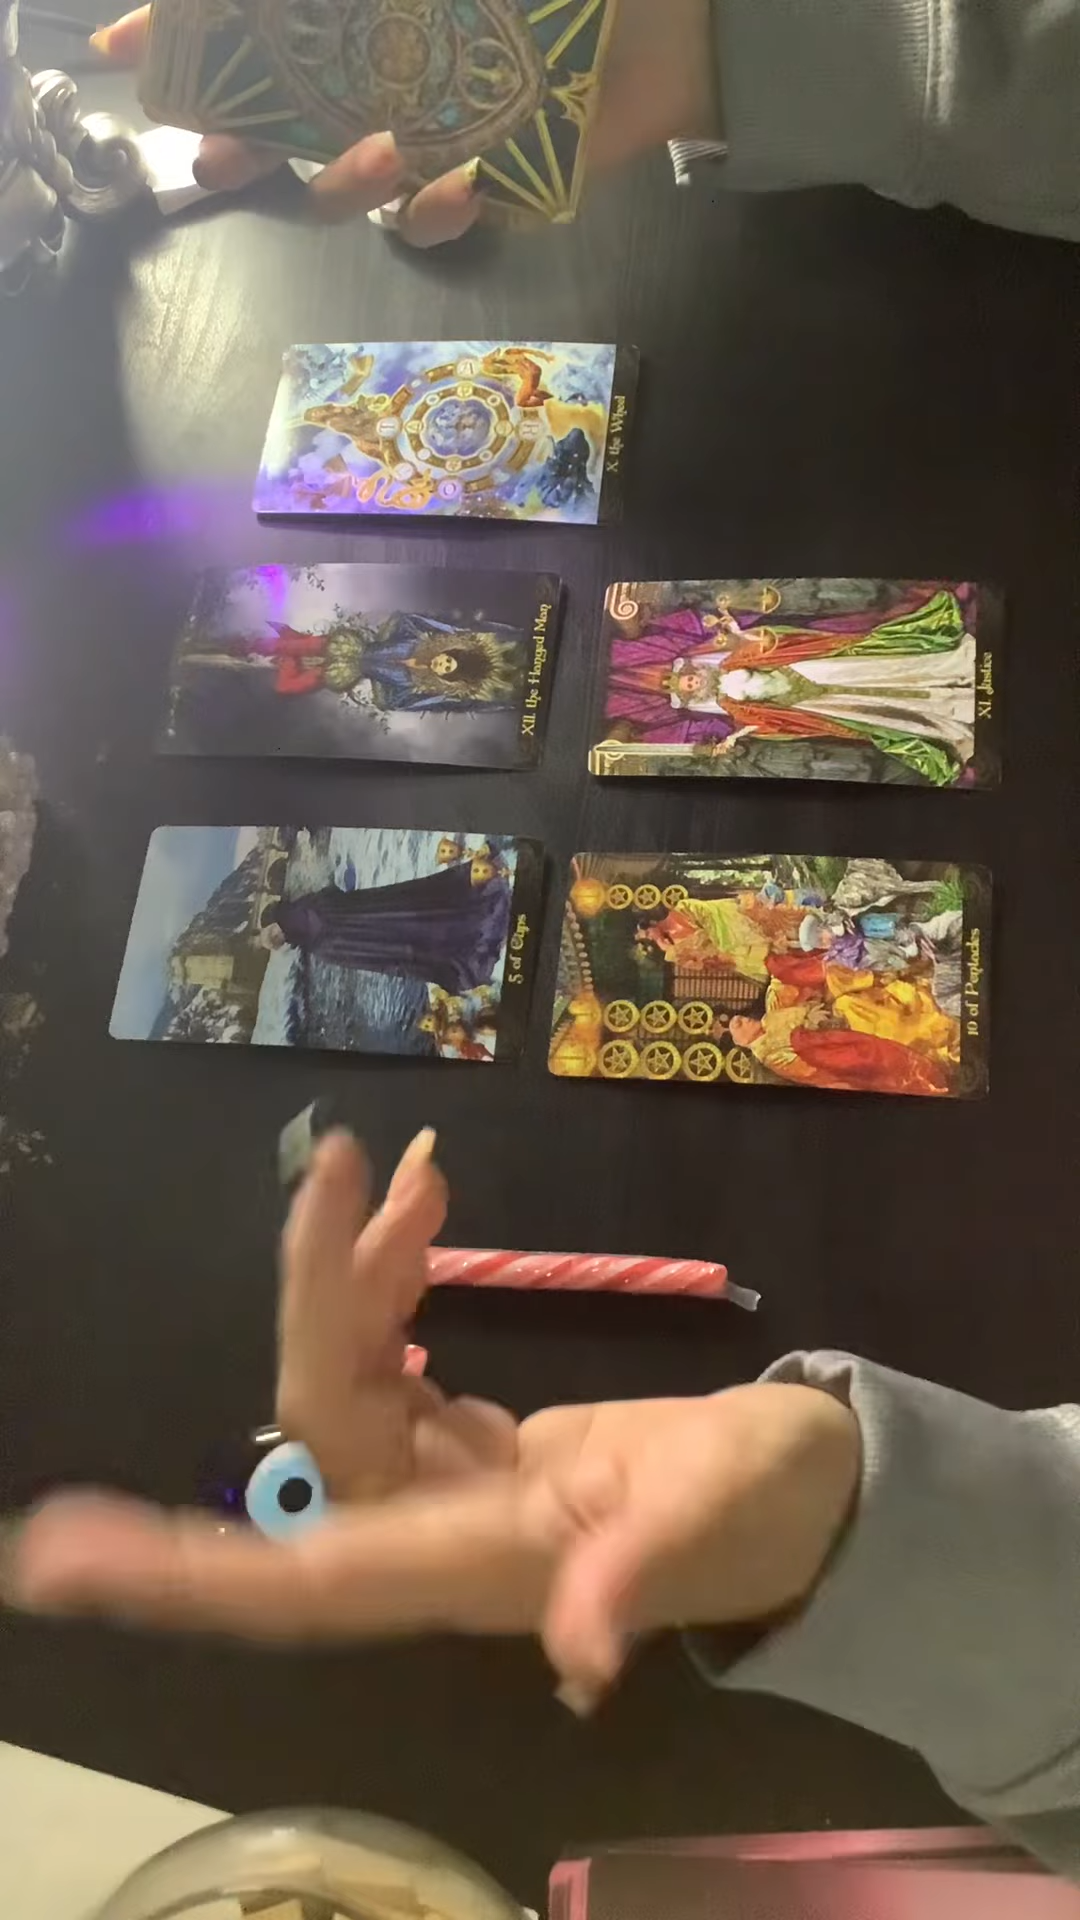 X. the Wheel
XII. the Hanged Man
XI. Justice
5 of Cups
10 of Pentacles